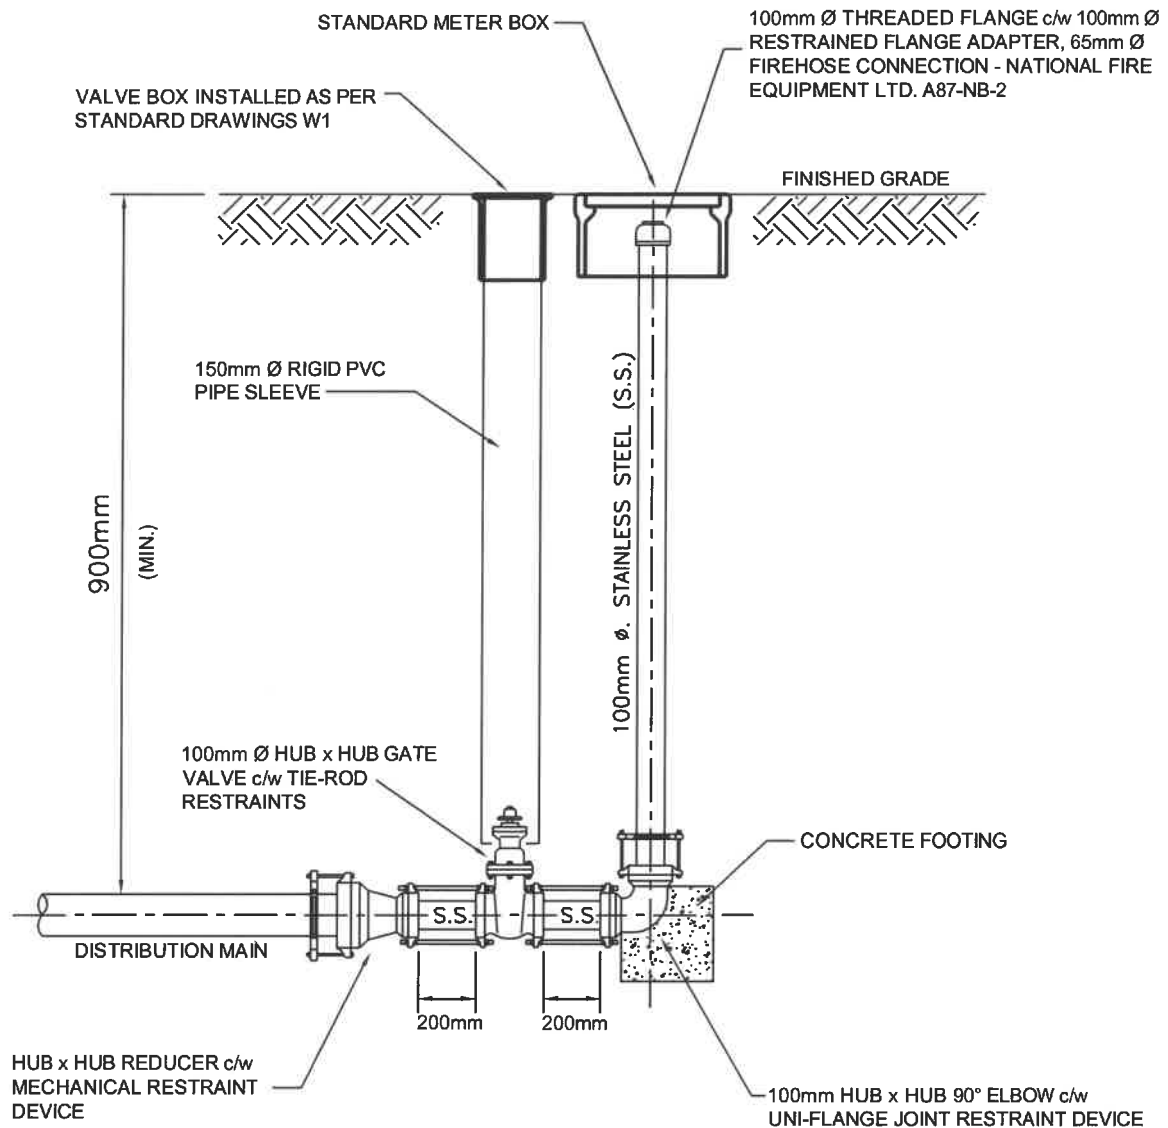 STANDARD METER BOX
100mm Ø THREADED FLANGE c/w 100mm Ø
RESTRAINED FLANGE ADAPTER, 65mm Ø
FIREHOSE CONNECTION - NATIONAL FIRE
EQUIPMENT LTD. A87-NB-2
VALVE BOX INSTALLED AS PER
STANDARD DRAWINGS W1
FINISHED GRADE
150mm Ø RIGID PVC
PIPE SLEEVE
100mm ø. STAINLESS STEEL (S.S.)
900mm
(MIN.)
100mm Ø HUB x HUB GATE
VALVE c/w TIE-ROD
RESTRAINTS
CONCRETE FOOTING
S.S.
S.S.
DISTRIBUTION MAIN
200mm
200mm
HUB x HUB REDUCER c/w
MECHANICAL RESTRAINT
DEVICE
100mm HUB x HUB 90° ELBOW c/w
UNI-FLANGE JOINT RESTRAINT DEVICE